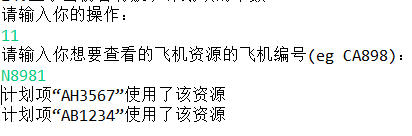 请输入你的操作:
11
请输入你想要查看的飞机资源的飞机编号(eg CA898):
N8981
计划项“AH3567”使用了该资源
计划项“AB1234”使用了该资源